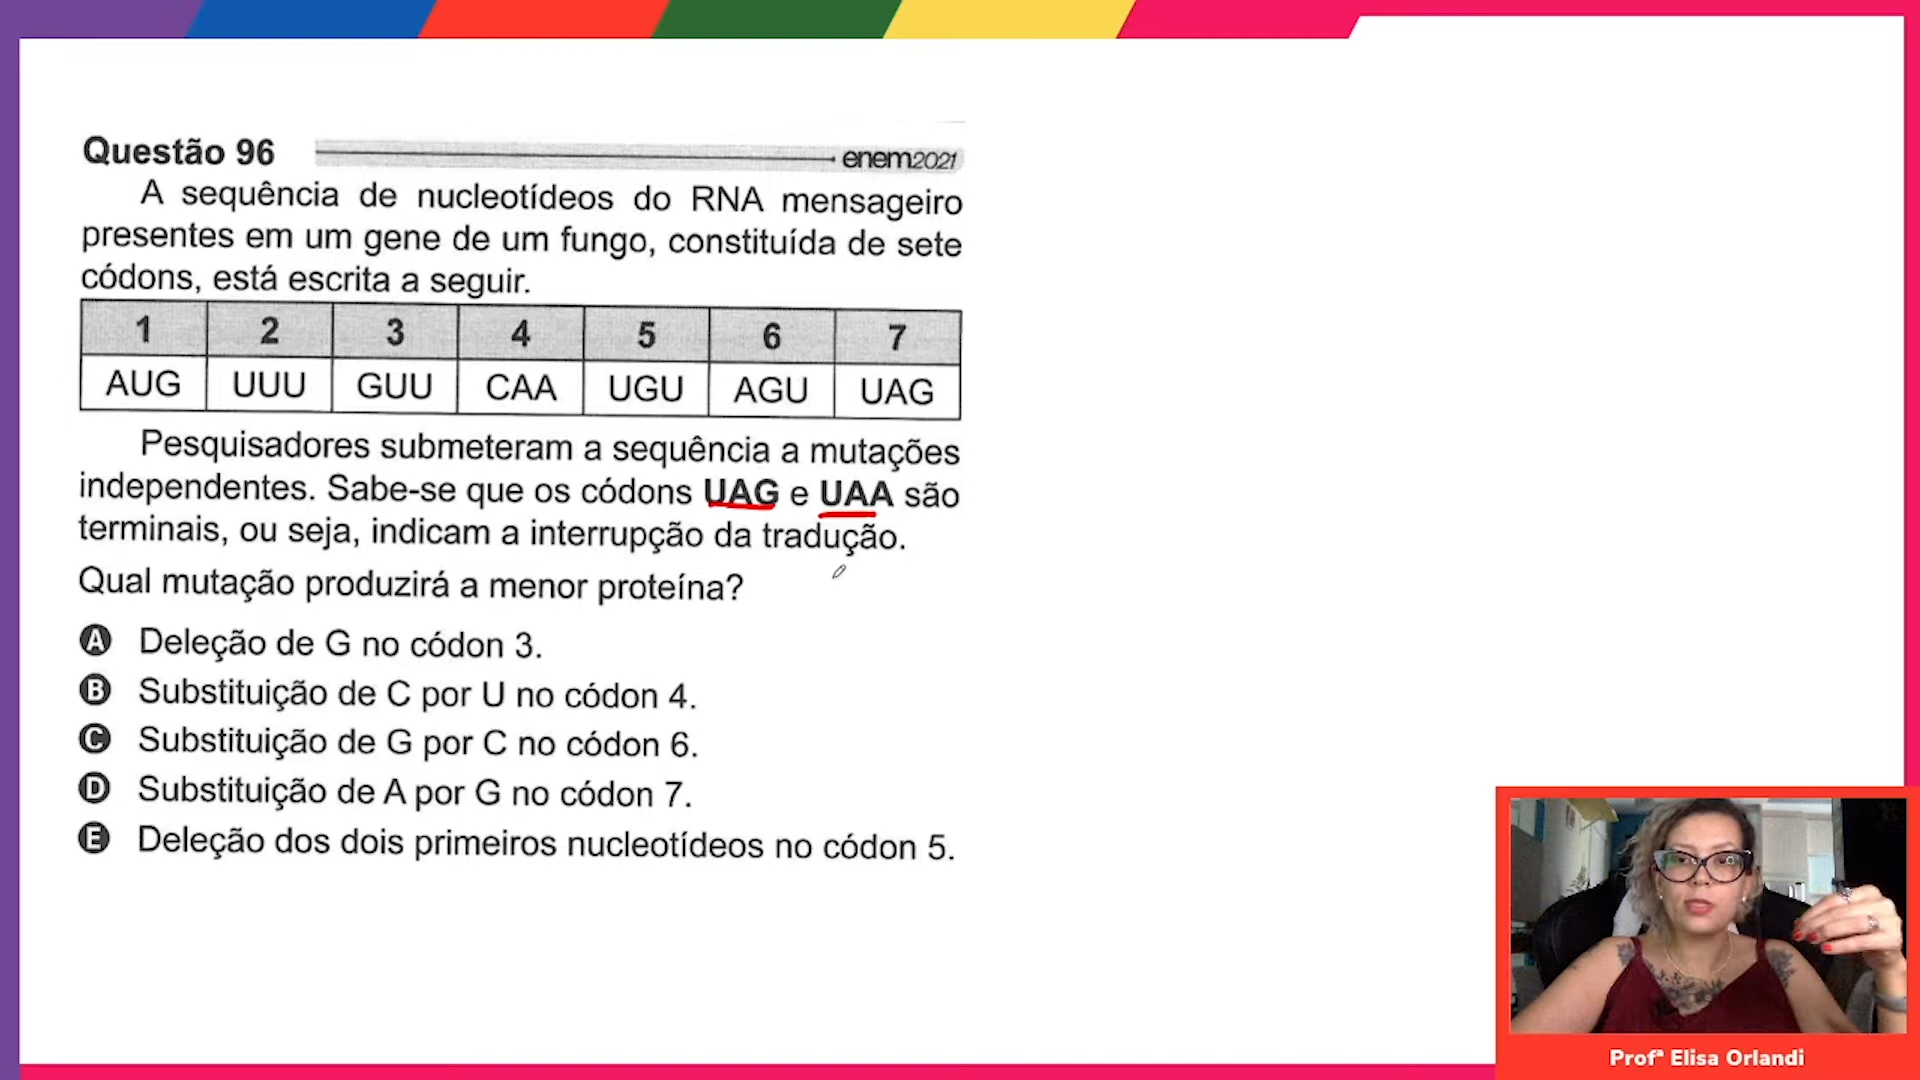 Questão 96
enem2021
A sequência de nucleotídeos do RNA mensageiro
presentes em um gene de um fungo, constituída de sete
códons, está escrita a seguir.
1 2 3 4 5 6 7
AUG UUU GUU CAA UGU AGU UAG
Pesquisadores submeteram a sequência a mutações
independentes. Sabe-se que os códons UAG e UAA são
terminais, ou seja, indicam a interrupção da tradução.
Qual mutação produzirá a menor proteína?
A Deleção de G no códon 3.
B Substituição de C por U no códon 4.
C Substituição de G por C no códon 6.
D Substituição de A por G no códon 7.
E Deleção dos dois primeiros nucleotídeos no códon 5.
Profª Elisa Orlandi